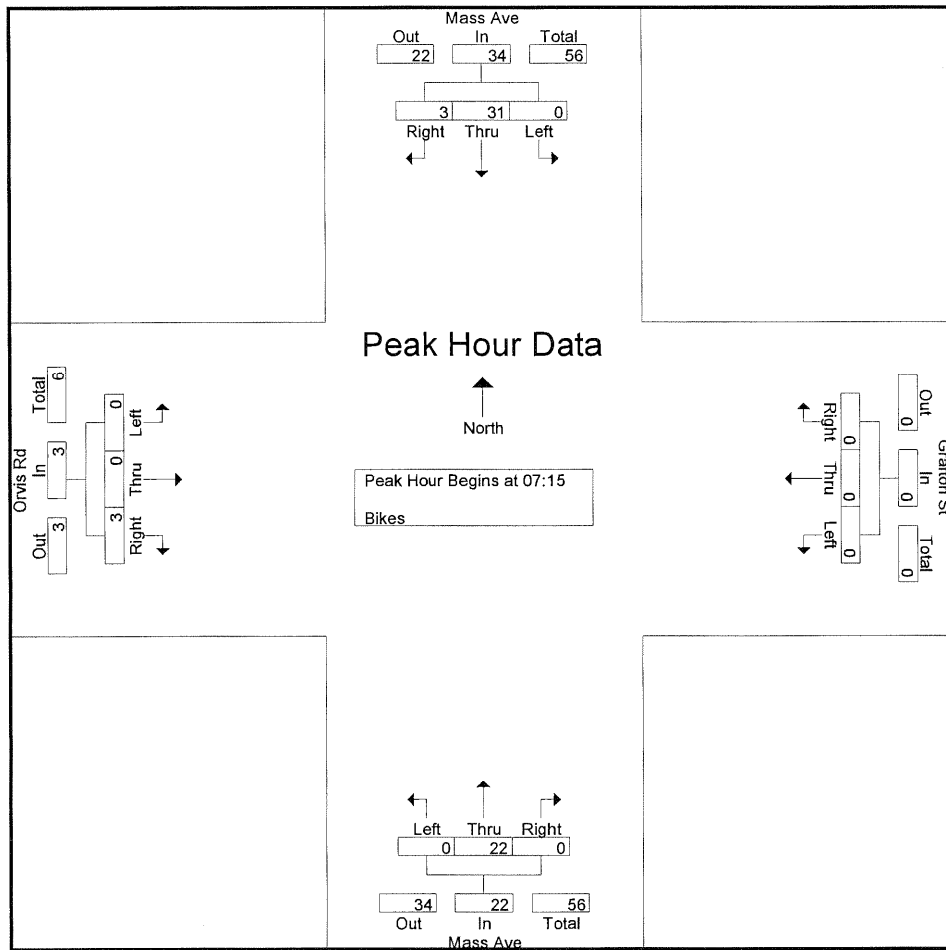 Mass Ave
Out In Total
22 34 56
3 31 0
Right Thru Left
Peak Hour Data
North
Peak Hour Begins at 07:15
Bikes
Orvis Rd
Out In Total
3 3 6
Right Thru Left
3 0 0
Out In Total
0 0 0
Right Thru Left
0 0 0
St
Left Thru Right
0 22 0
34 22 56
Out In Total
Mass Ave